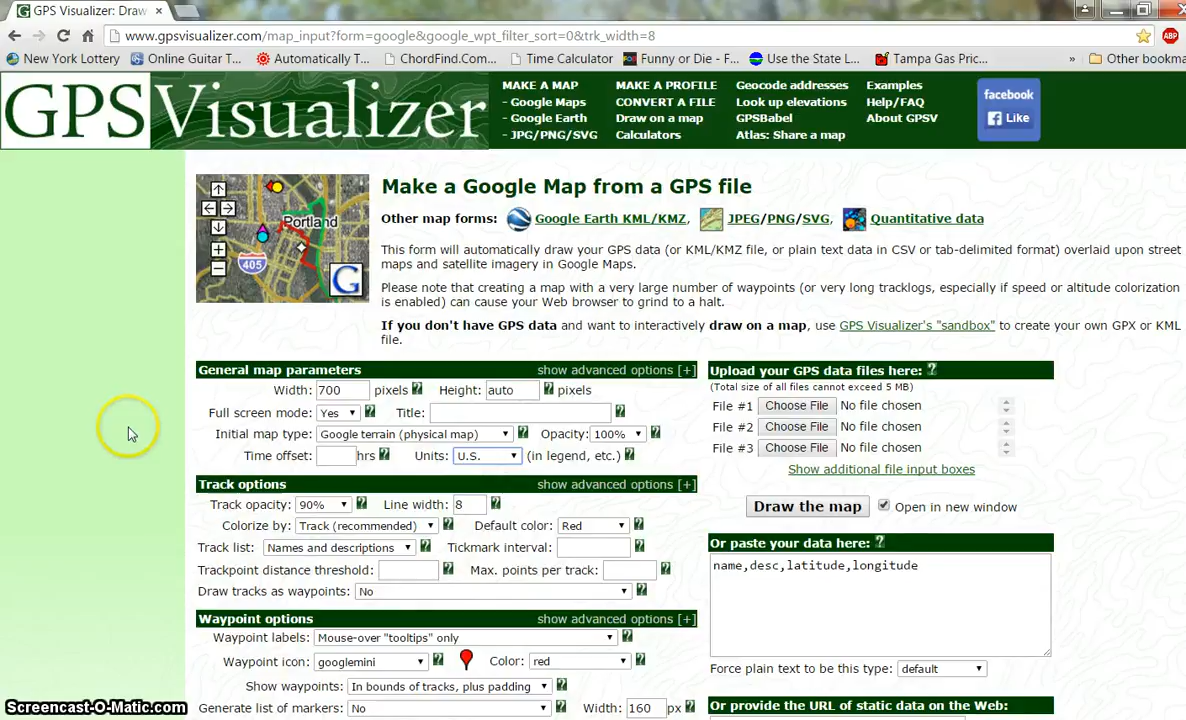 GPS Visualizer: Draw
www.gpsvisualizer.com/map_input?form=google&google_wpt_filter_sort=0&trk_width=8
ABP
New York Lottery Online Guitar T... Automatically T... ChordFind.Com... Time Calculator Funny or Die - F... Use the State L... Tampa Gas Pric... » Other bookma
GPSVisualizer
MAKE A MAP
- Google Maps
- Google Earth
- JPG/PNG/SVG
MAKE A PROFILE
CONVERT A FILE
Draw on a map
Calculators
Geocode addresses
Look up elevations
GPSBabel
Atlas: Share a map
Examples
Help/FAQ
About GPSV
facebook
Like
Portland
405
G
Make a Google Map from a GPS file
Other map forms: Google Earth KML/KMZ, JPEG/PNG/SVG, Quantitative data
This form will automatically draw your GPS data (or KML/KMZ file, or plain text data in CSV or tab-delimited format) overlaid upon street
maps and satellite imagery in Google Maps.
Please note that creating a map with a very large number of waypoints (or very long tracklogs, especially if speed or altitude colorization
is enabled) can cause your Web browser to grind to a halt.
If you don't have GPS data and want to interactively draw on a map, use GPS Visualizer's "sandbox" to create your own GPX or KML
file.
General map parameters show advanced options [+]
Width: 700 pixels ? Height: auto ? pixels
Full screen mode: Yes ? Title: ?
Initial map type: Google terrain (physical map) ? Opacity: 100% ?
Time offset: hrs ? Units: U.S. (in legend, etc.) ?
Track options show advanced options [+]
Track opacity: 90% ? Line width: 8 ?
Colorize by: Track (recommended) ? Default color: Red ?
Track list: Names and descriptions ? Tickmark interval: ?
Trackpoint distance threshold: ? Max. points per track: ?
Draw tracks as waypoints: No ?
Waypoint options show advanced options [+]
Waypoint labels: Mouse-over "tooltips" only ?
Waypoint icon: googlemini ? Color: red ?
Show waypoints: In bounds of tracks, plus padding ?
Generate list of markers: No ? Width: 160 px ?
Upload your GPS data files here: ?
(Total size of all files cannot exceed 5 MB)
File #1 Choose File No file chosen
File #2 Choose File No file chosen
File #3 Choose File No file chosen
Show additional file input boxes
Draw the map Open in new window
Or paste your data here: ?
name,desc,latitude,longitude
Force plain text to be this type: default
Or provide the URL of static data on the Web:
Screencast-O-Matic.com